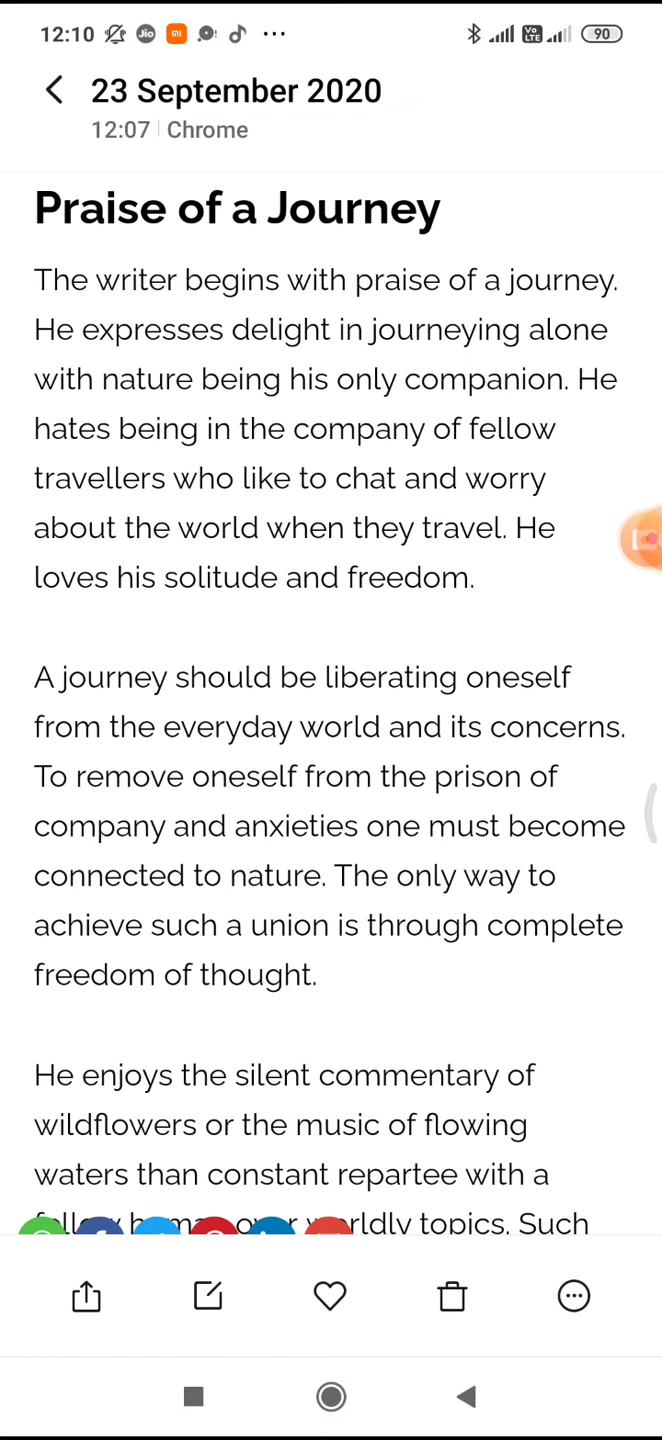 12:10 Jio mi ... Vo LTE 90
23 September 2020
12:07 Chrome
Praise of a Journey
The writer begins with praise of a journey.
He expresses delight in journeying alone
with nature being his only companion. He
hates being in the company of fellow
travellers who like to chat and worry
about the world when they travel. He
loves his solitude and freedom.
A journey should be liberating oneself
from the everyday world and its concerns.
To remove oneself from the prison of
company and anxieties one must become
connected to nature. The only way to
achieve such a union is through complete
freedom of thought.
He enjoys the silent commentary of
wildflowers or the music of flowing
waters than constant repartee with a
topics. Such